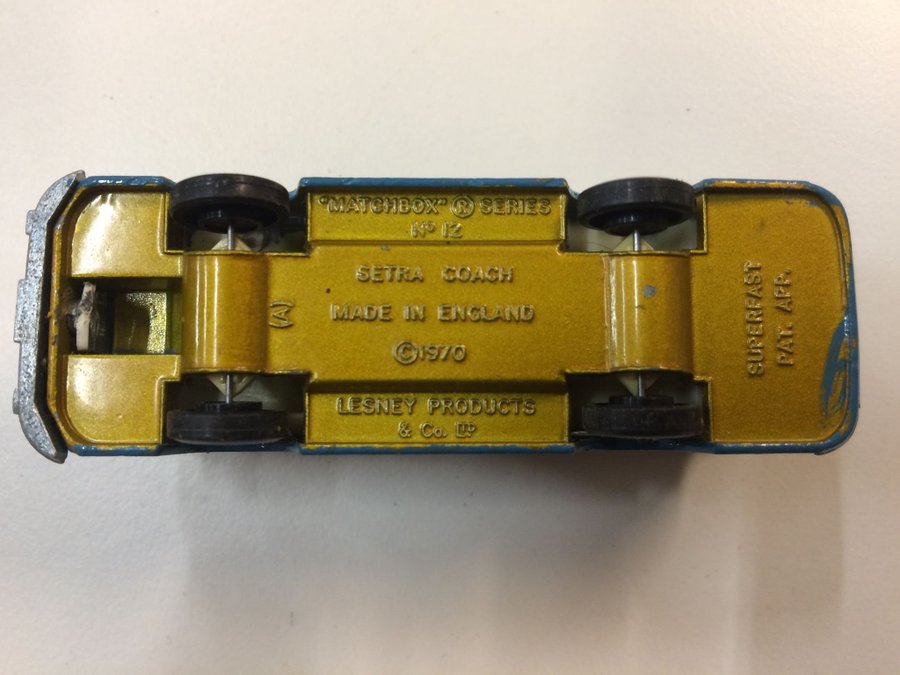 "MATCHBOX" ® SERIES
Nº 12
SETRA COACH
(A)
MADE IN ENGLAND
©1970
LESNEY PRODUCTS
& Co. LTD
SUPERFAST
PAT. APP.